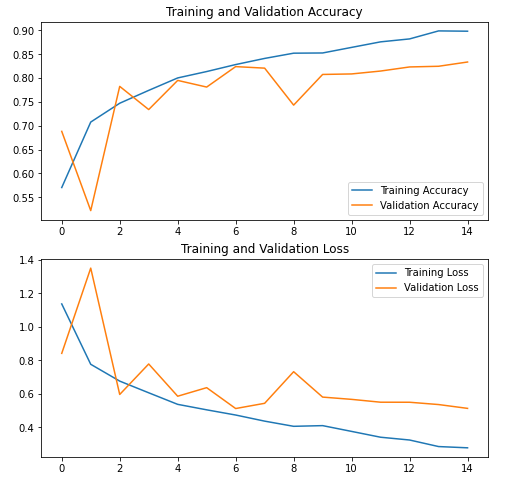 Training and Validation Accuracy
0.90
0.85
0.80
0.75
0.70
0.65
0.60
0.55
Training Accuracy
Validation Accuracy
0 2 4 6 8 10 12 14
Training and Validation Loss
1.4
1.2
1.0
0.8
0.6
0.4
Training Loss
Validation Loss
0 2 4 6 8 10 12 14